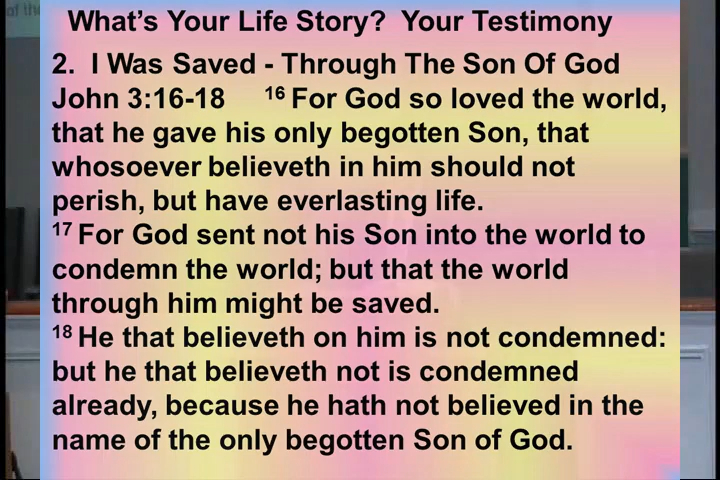 of th
What's Your Life Story?  Your Testimony
2.  I Was Saved - Through The Son Of God
John 3:16-18     16 For God so loved the world,
that he gave his only begotten Son, that
whosoever believeth in him should not
perish, but have everlasting life.
17 For God sent not his Son into the world to
condemn the world; but that the world
through him might be saved.
18 He that believeth on him is not condemned:
but he that believeth not is condemned
already, because he hath not believed in the
name of the only begotten Son of God.